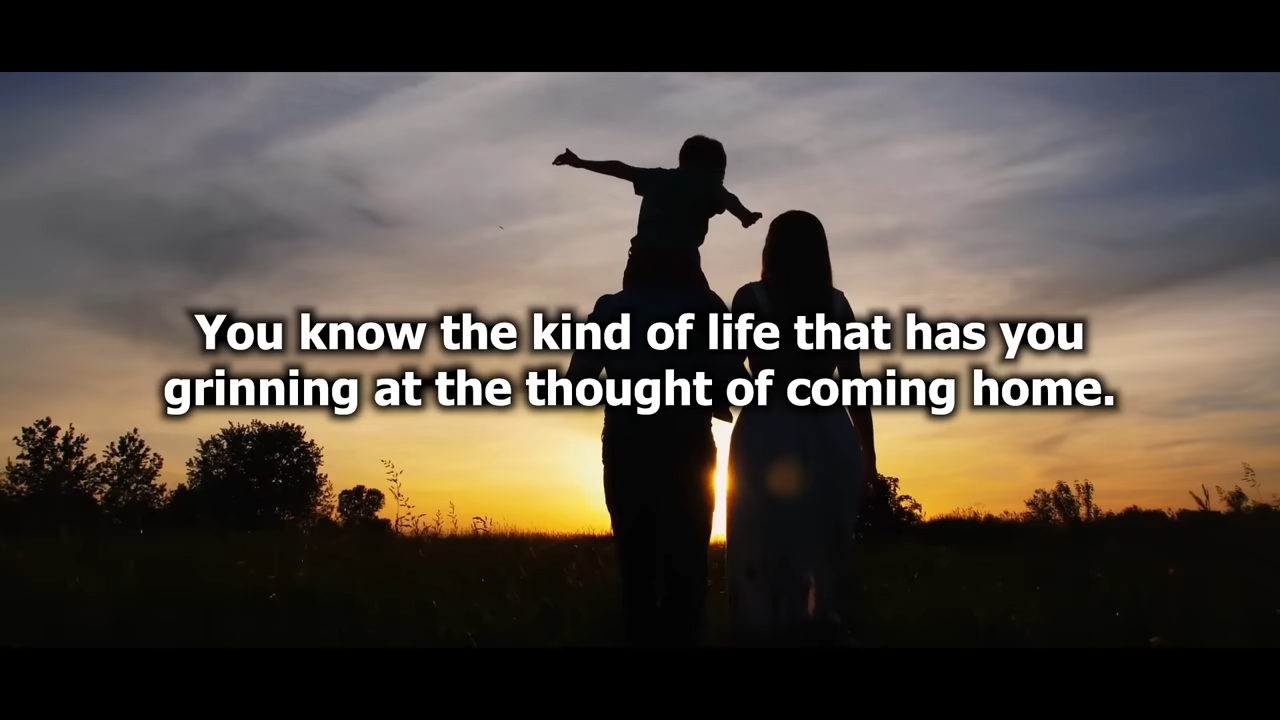 You know the kind of life that has you
grinning at the thought of coming home.